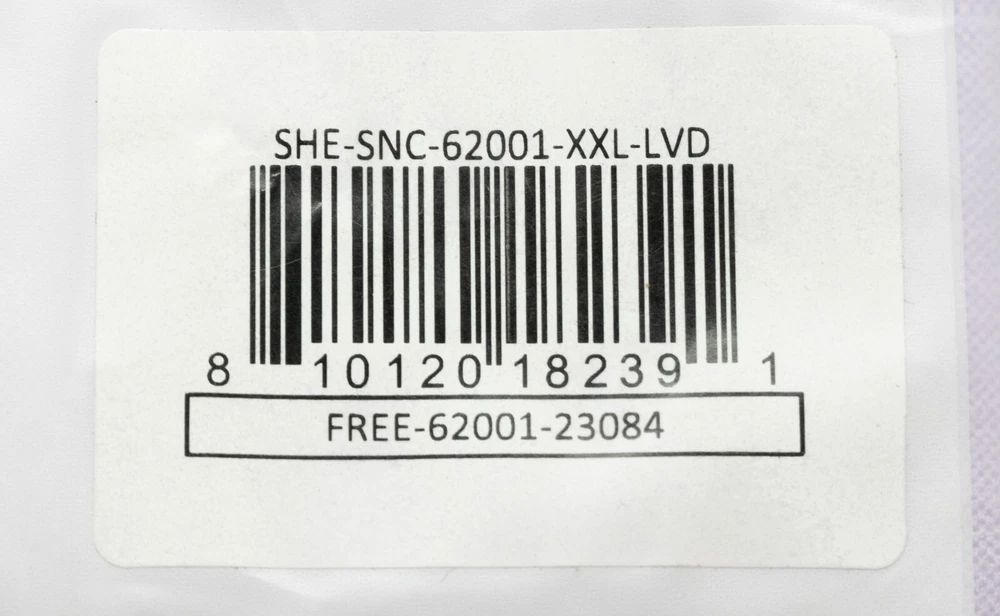 SHE-SNC-62001-XXL-LVD
8 10120 18239 1
FREE-62001-23084